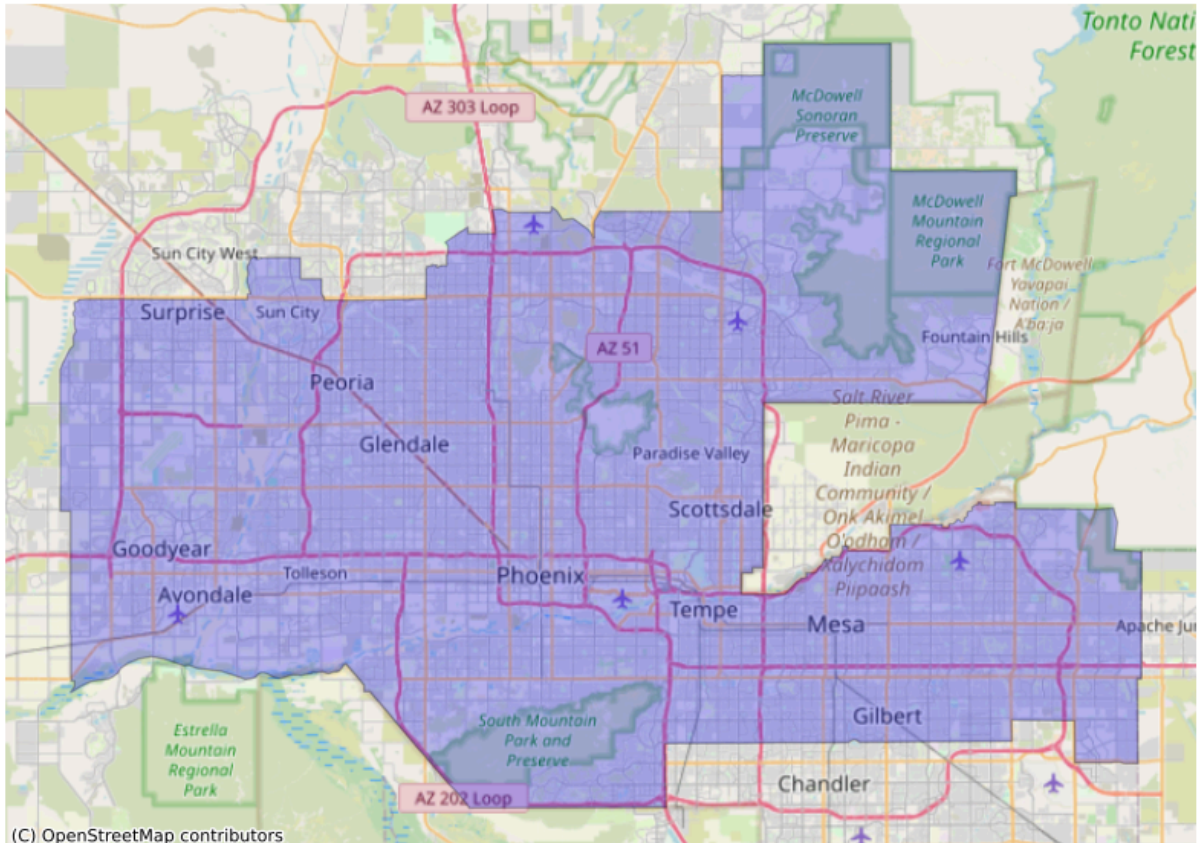 Tonto Nati
Forest
AZ 303 Loop
McDowell
Sonoran
Preserve
McDowell
Mountain
Regional
Park
Sun City West
Fort McDowell
Yavapai
Nation /
A'ba:ja
Surprise
Sun City
Fountain Hills
AZ 51
Peoria
Salt River
Pima -
Maricopa
Indian
Community /
Onk Akimel
O'odham /
Xalychidom
Piipaash
Glendale
Paradise Valley
Scottsdale
Goodyear
Tolleson
Phoenix
Avondale
Tempe
Mesa
Apache Jun
Gilbert
South Mountain
Park and
Preserve
Estrella
Mountain
Regional
Park
Chandler
AZ 202 Loop
(C) OpenStreetMap contributors